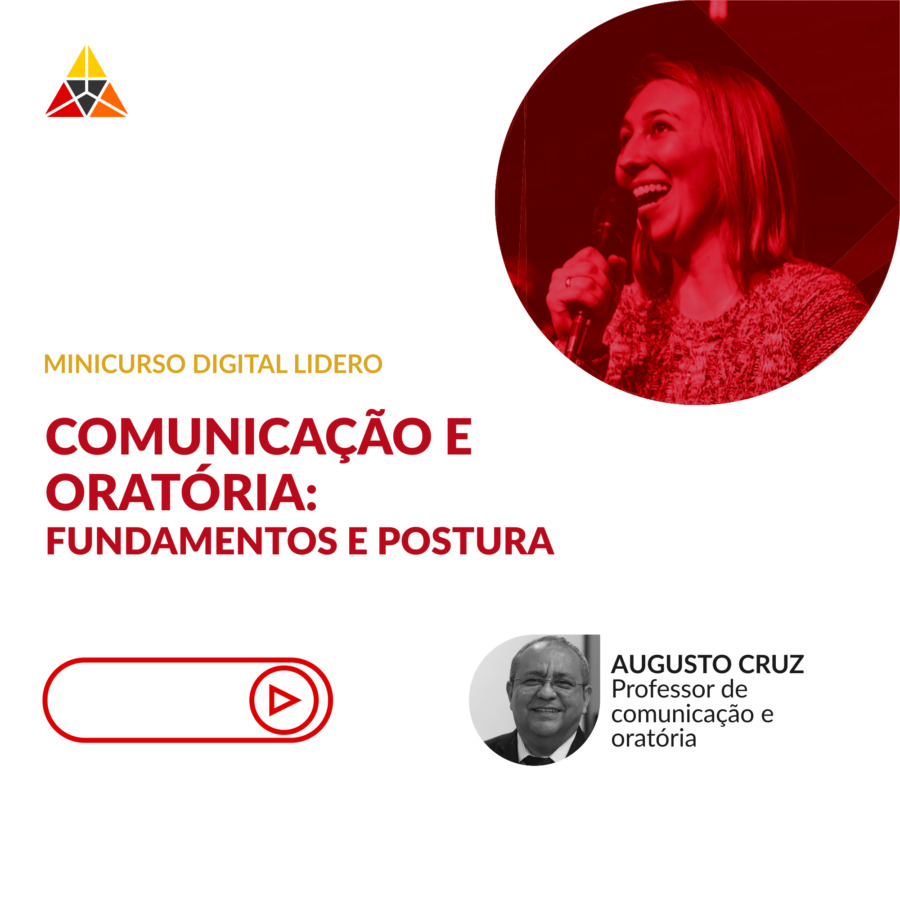 MINICURSO DIGITAL LIDERO
COMUNICAÇÃO E
ORATÓRIA:
FUNDAMENTOS E POSTURA
AUGUSTO CRUZ
Professor de
comunicação e
oratória